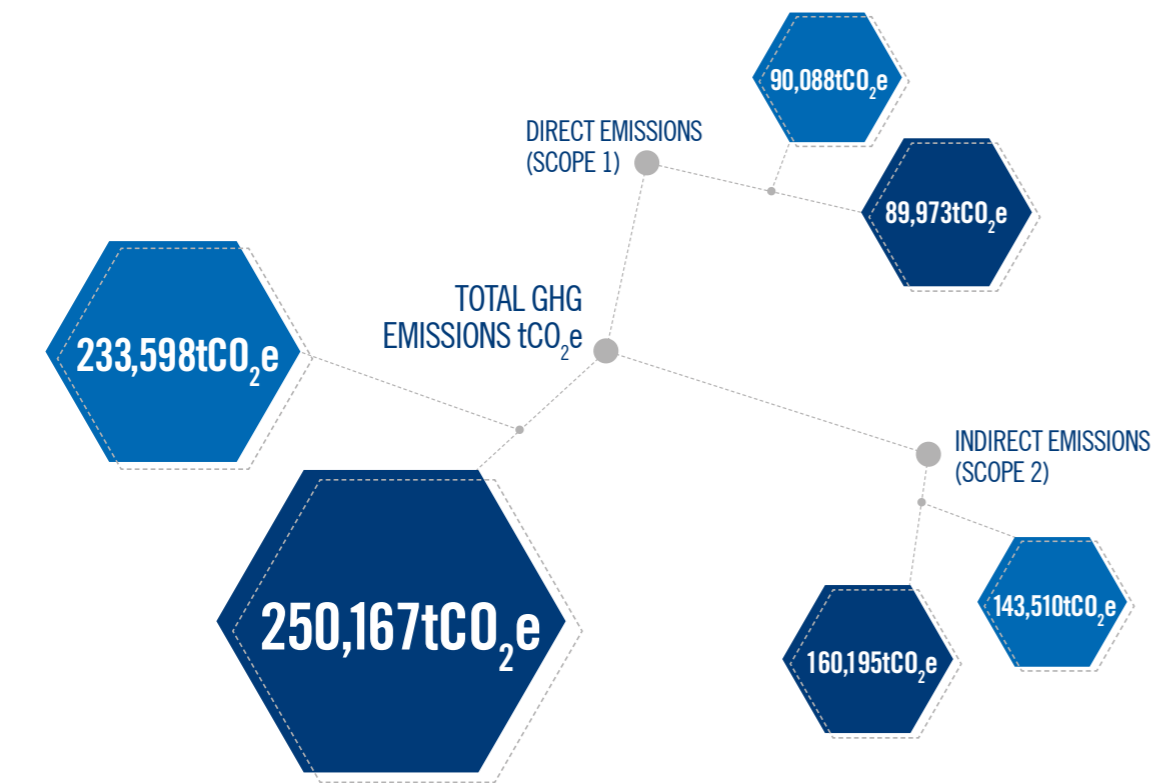 90,088tCO₂e
DIRECT EMISSIONS
(SCOPE 1)
89,973tCO₂e
TOTAL GHG
EMISSIONS tCO₂e
233,598tCO₂e
250,167tCO₂e
INDIRECT EMISSIONS
(SCOPE 2)
143,510tCO₂e
160,195tCO₂e